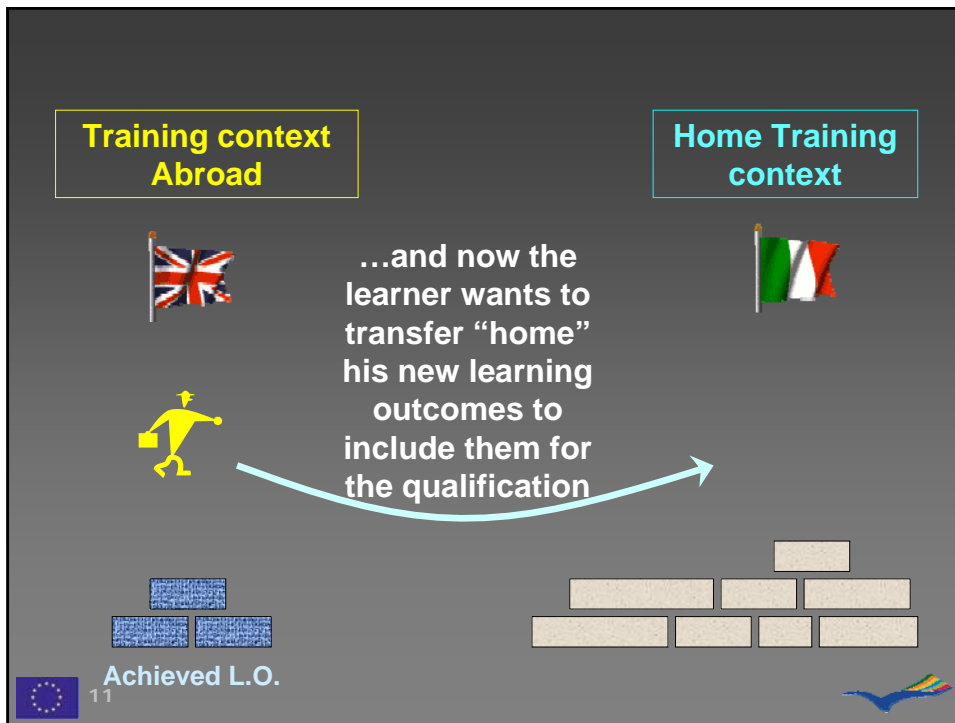 Training context
Abroad
Home Training
context
…and now the
learner wants to
transfer “home”
his new learning
outcomes to
include them for
the qualification
Achieved L.O.
11